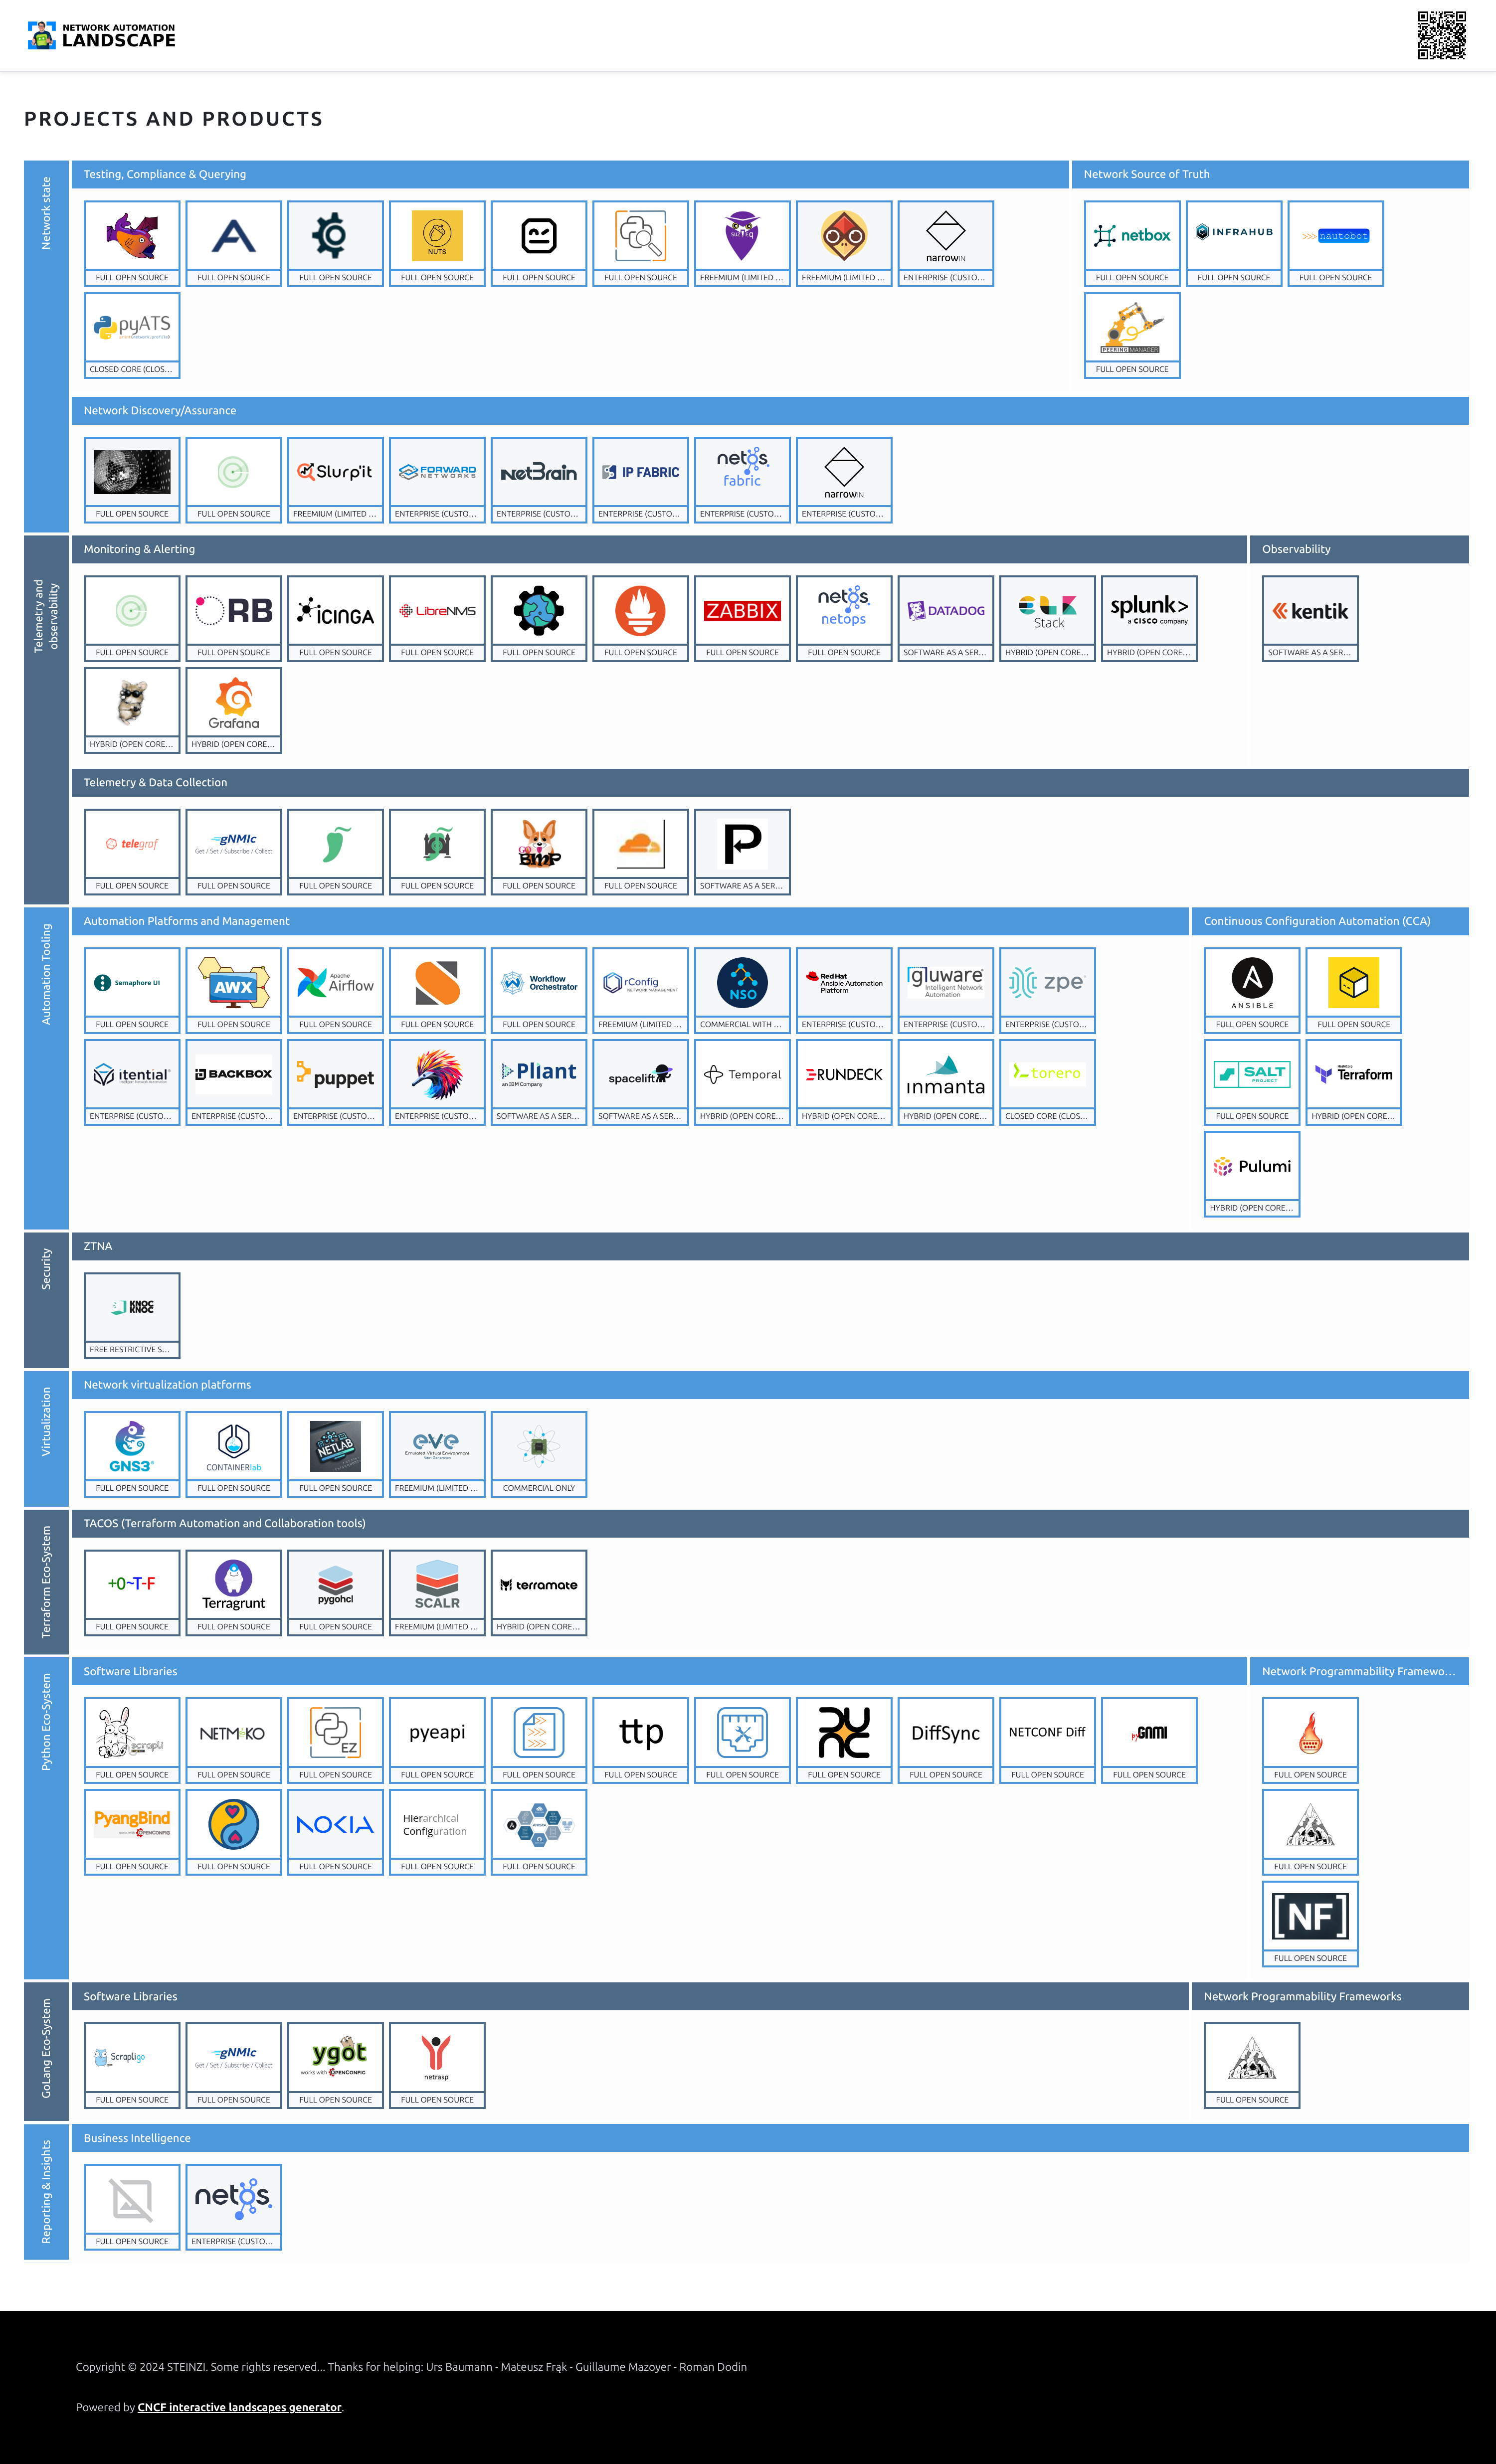 NETWORK AUTOMATION
LANDSCAPE
PROJECTS AND PRODUCTS
Network state
Testing, Compliance & Querying
FULL OPEN SOURCE
FULL OPEN SOURCE
FULL OPEN SOURCE
NUTS
FULL OPEN SOURCE
FULL OPEN SOURCE
FULL OPEN SOURCE
FREEMIUM (LIMITED ...
FREEMIUM (LIMITED ...
narrowIN
ENTERPRISE (CUSTO...
pyATS
CLOSED CORE (CLOS...
Network Source of Truth
netbox
FULL OPEN SOURCE
INFRAHUB
FULL OPEN SOURCE
>>>nautobot
FULL OPEN SOURCE
PEERING MANAGER
FULL OPEN SOURCE
Network Discovery/Assurance
FULL OPEN SOURCE
FULL OPEN SOURCE
Slurp'it
FREEMIUM (LIMITED ...
FORWARD
NETWORKS
ENTERPRISE (CUSTO...
netBrain
ENTERPRISE (CUSTO...
IP FABRIC
ENTERPRISE (CUSTO...
netos
fabric
ENTERPRISE (CUSTO...
narrowIN
ENTERPRISE (CUSTO...
Telemetry and
observability
Monitoring & Alerting
FULL OPEN SOURCE
ORB
FULL OPEN SOURCE
ICINGA
FULL OPEN SOURCE
LibreNMS
FULL OPEN SOURCE
FULL OPEN SOURCE
FULL OPEN SOURCE
ZABBIX
FULL OPEN SOURCE
netos
netops
FULL OPEN SOURCE
DATADOG
SOFTWARE AS A SER...
ELK
Stack
HYBRID (OPEN CORE...
splunk>
a CISCO company
HYBRID (OPEN CORE...
HYBRID (OPEN CORE...
Grafana
HYBRID (OPEN CORE...
Observability
kentik
SOFTWARE AS A SER...
Telemetry & Data Collection
telegraf
FULL OPEN SOURCE
gNMIc
Get / Set / Subscribe / Collect
FULL OPEN SOURCE
FULL OPEN SOURCE
FULL OPEN SOURCE
GO
BMP
FULL OPEN SOURCE
FULL OPEN SOURCE
P
SOFTWARE AS A SER...
Automation Tooling
Automation Platforms and Management
Semaphore UI
FULL OPEN SOURCE
AWX
FULL OPEN SOURCE
Apache
Airflow
FULL OPEN SOURCE
FULL OPEN SOURCE
Workflow
Orchestrator
FULL OPEN SOURCE
rConfig
NETWORK MANAGEMENT
FREEMIUM (LIMITED ...
NSO
COMMERCIAL WITH ...
Red Hat
Ansible Automation
Platform
ENTERPRISE (CUSTO...
gluware
Intelligent Network
Automation
ENTERPRISE (CUSTO...
zpe
ENTERPRISE (CUSTO...
itential
ENTERPRISE (CUSTO...
BACKBOX
ENTERPRISE (CUSTO...
puppet
ENTERPRISE (CUSTO...
ENTERPRISE (CUSTO...
Pliant
an IBM Company
SOFTWARE AS A SER...
spacelift
SOFTWARE AS A SER...
Temporal
HYBRID (OPEN CORE...
RUNDECK
HYBRID (OPEN CORE...
inmanta
HYBRID (OPEN CORE...
torero
CLOSED CORE (CLOS...
Continuous Configuration Automation (CCA)
ANSIBLE
FULL OPEN SOURCE
FULL OPEN SOURCE
SALT
PROJECT
FULL OPEN SOURCE
HashiCorp
Terraform
HYBRID (OPEN CORE...
Pulumi
HYBRID (OPEN CORE...
Security
ZTNA
KNOC
KNOC
FREE RESTRICTIVE S...
Virtualization
Network virtualization platforms
GNS3
FULL OPEN SOURCE
CONTAINERlab
FULL OPEN SOURCE
NETLAB
FULL OPEN SOURCE
eve
Emulated Virtual Environment
Next Generation
FREEMIUM (LIMITED ...
COMMERCIAL ONLY
Terraform Eco-System
TACOS (Terraform Automation and Collaboration tools)
+0~T-F
FULL OPEN SOURCE
Terragrunt
FULL OPEN SOURCE
pygohcl
FULL OPEN SOURCE
SCALR
FREEMIUM (LIMITED ...
terramate
HYBRID (OPEN CORE...
Python Eco-System
Software Libraries
scrapli
FULL OPEN SOURCE
NETMIKO
FULL OPEN SOURCE
EZ
FULL OPEN SOURCE
pyeapi
FULL OPEN SOURCE
FULL OPEN SOURCE
ttp
FULL OPEN SOURCE
FULL OPEN SOURCE
FULL OPEN SOURCE
DiffSync
FULL OPEN SOURCE
NETCONF Diff
FULL OPEN SOURCE
pyGNMI
FULL OPEN SOURCE
PyangBind
works with OPENCONFIG
FULL OPEN SOURCE
FULL OPEN SOURCE
NOKIA
FULL OPEN SOURCE
Hierarchical
Configuration
FULL OPEN SOURCE
FULL OPEN SOURCE
Network Programmability Framewo...
FULL OPEN SOURCE
FULL OPEN SOURCE
[NF]
FULL OPEN SOURCE
GoLang Eco-System
Software Libraries
Scrapligo
FULL OPEN SOURCE
gNMIc
Get / Set / Subscribe / Collect
FULL OPEN SOURCE
ygot
works with OPENCONFIG
FULL OPEN SOURCE
netrasp
FULL OPEN SOURCE
Network Programmability Frameworks
FULL OPEN SOURCE
Reporting & Insights
Business Intelligence
FULL OPEN SOURCE
netos
ENTERPRISE (CUSTO...
Copyright © 2024 STEINZI. Some rights reserved... Thanks for helping: Urs Baumann - Mateusz Frąk - Guillaume Mazoyer - Roman Dodin
Powered by CNCF interactive landscapes generator.